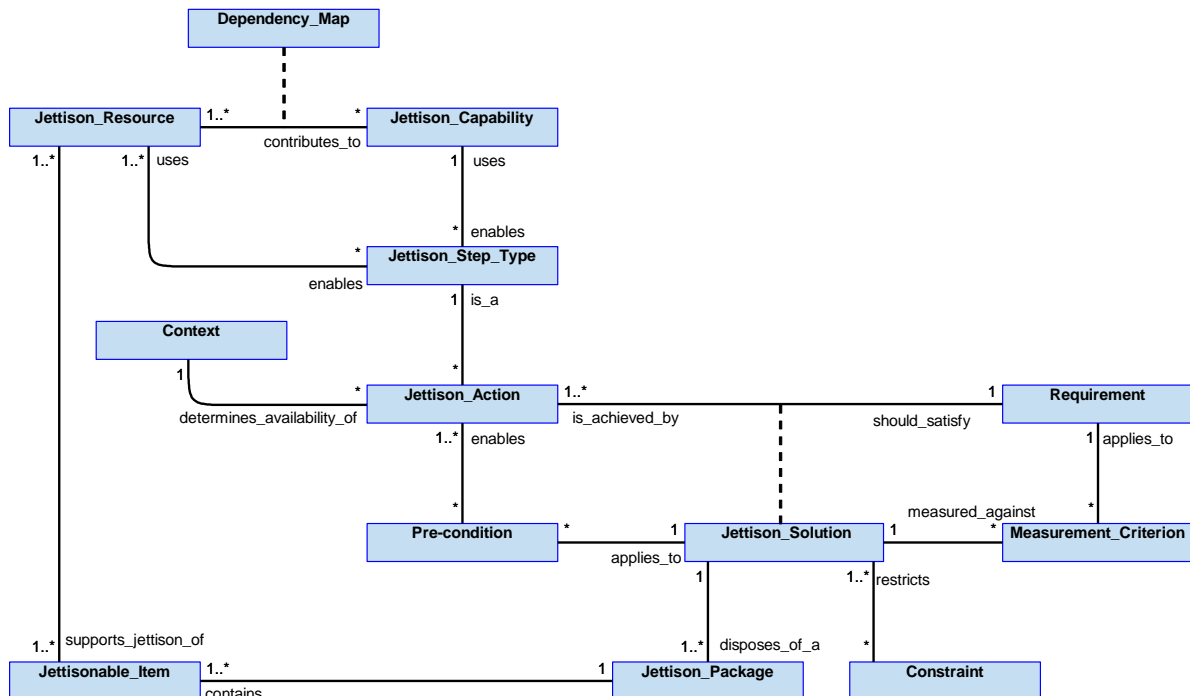 Dependency_Map
Jettison_Resource
1..*
*
Jettison_Capability
contributes_to
1..*
1..*
uses
1
uses
*
enables
*
Jettison_Step_Type
enables
1
is_a
Context
1
*
*
Jettison_Action
1..*
1
Requirement
determines_availability_of
is_achieved_by
should_satisfy
1..*
enables
1
applies_to
*
measured_against
*
Pre-condition
*
1
Jettison_Solution
1
*
Measurement_Criterion
applies_to
1
1..*
restricts
1..*
supports_jettison_of
1..*
disposes_of_a
*
Jettisonable_Item
1..*
1
Jettison_Package
Constraint
contains